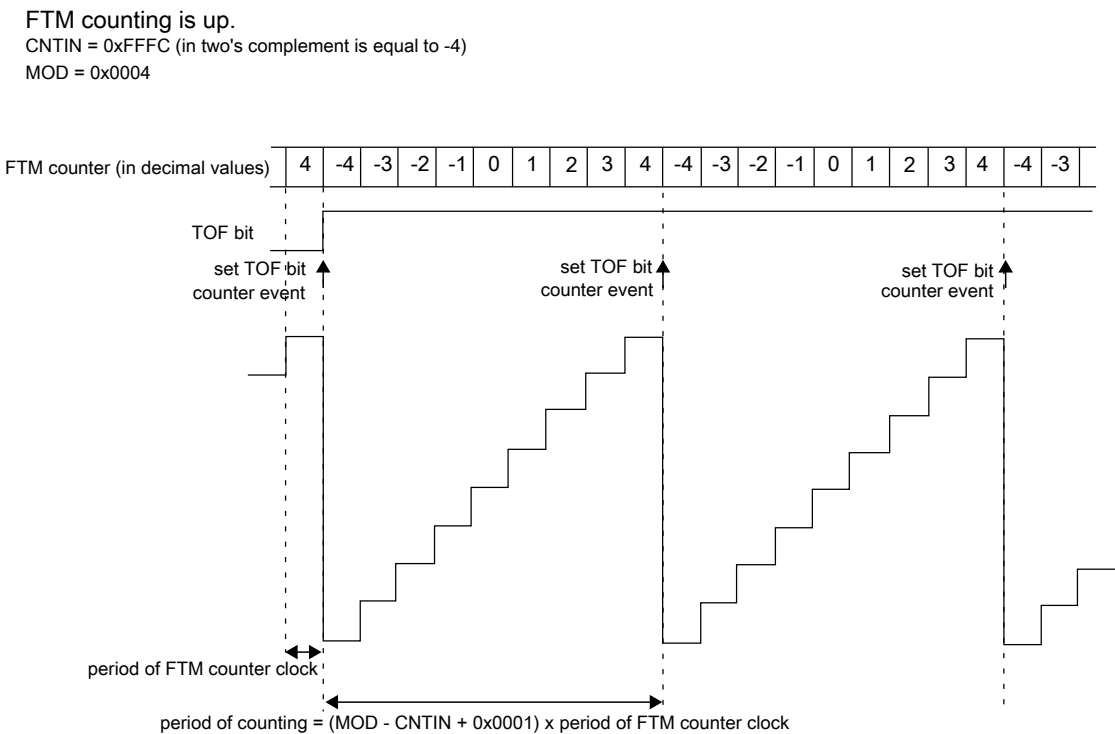 FTM counting is up.
CNTIN = 0xFFFC (in two's complement is equal to -4)
MOD = 0x0004
FTM counter (in decimal values) 4 -4 -3 -2 -1 0 1 2 3 4 -4 -3 -2 -1 0 1 2 3 4 -4 -3
TOF bit
set TOF bit
counter event
set TOF bit
counter event
set TOF bit
counter event
period of FTM counter clock
period of counting = (MOD - CNTIN + 0x0001) x period of FTM counter clock